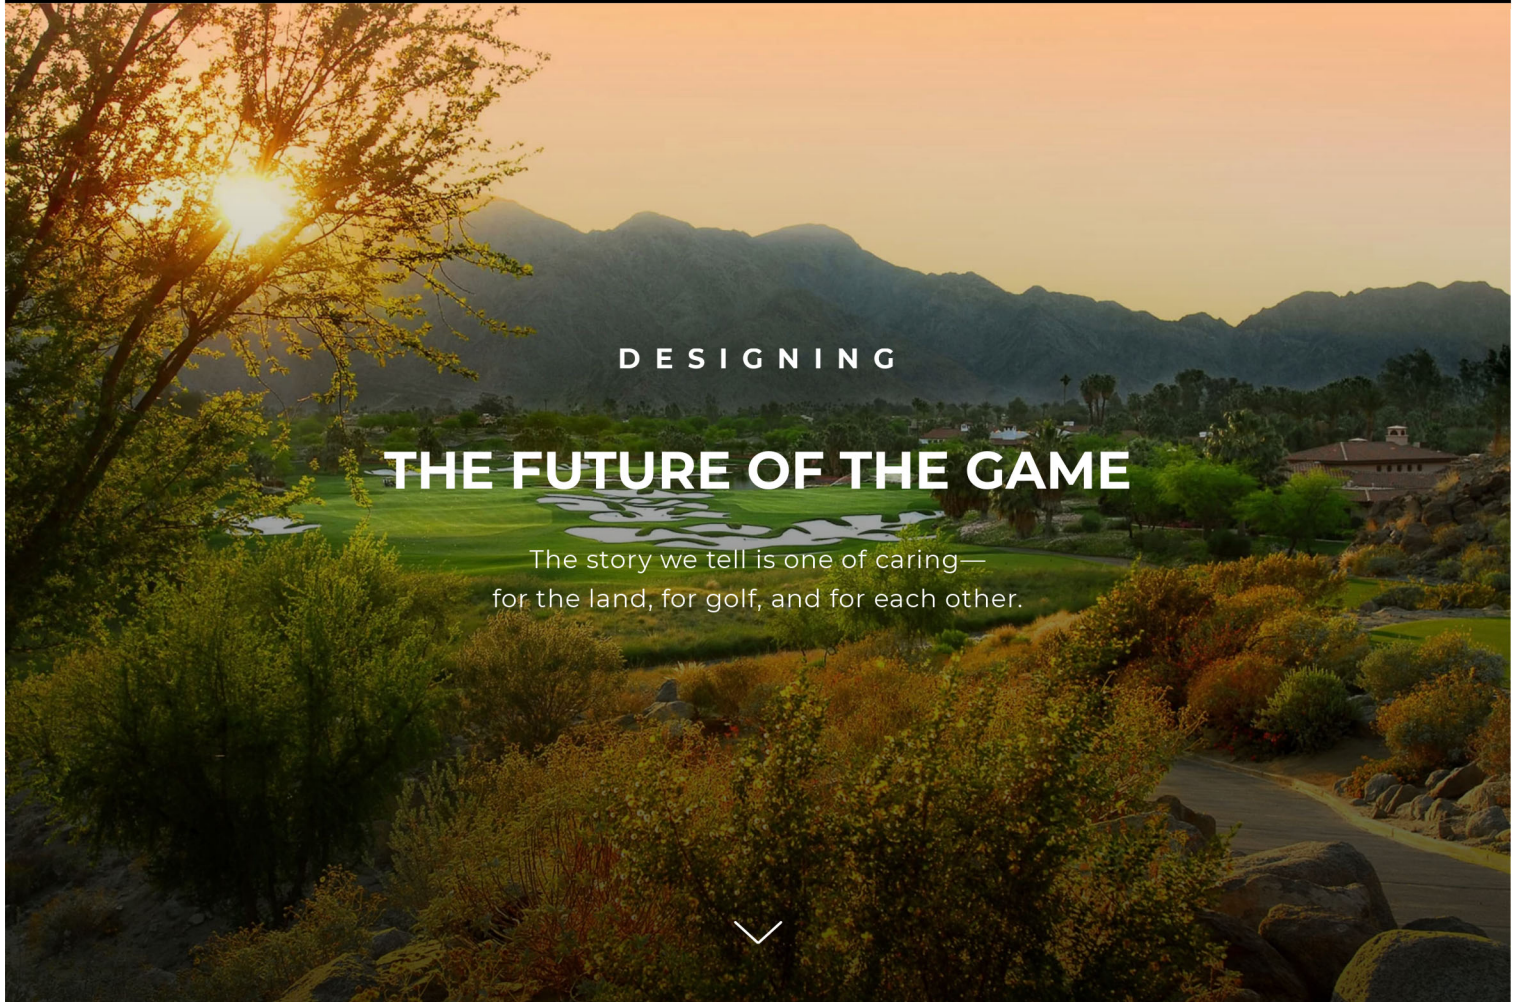 DESIGNING
THE FUTURE OF THE GAME
The story we tell is one of caring—
for the land, for golf, and for each other.